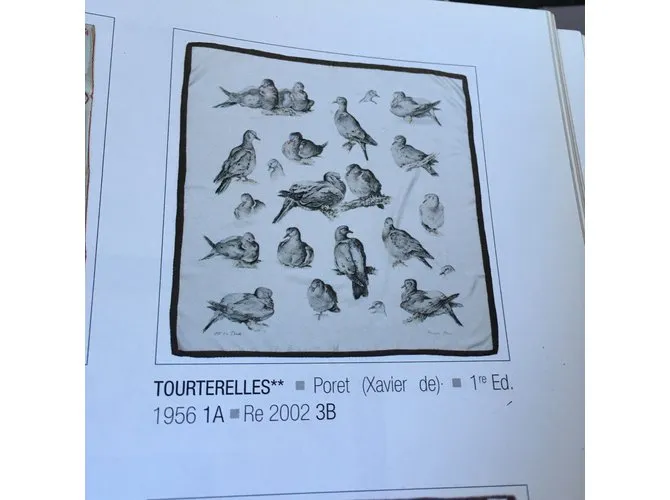 TOURTERELLES** ▪ Poret (Xavier de)· ▪ 1re Ed.
1956 1A ▪ Re 2002 3B